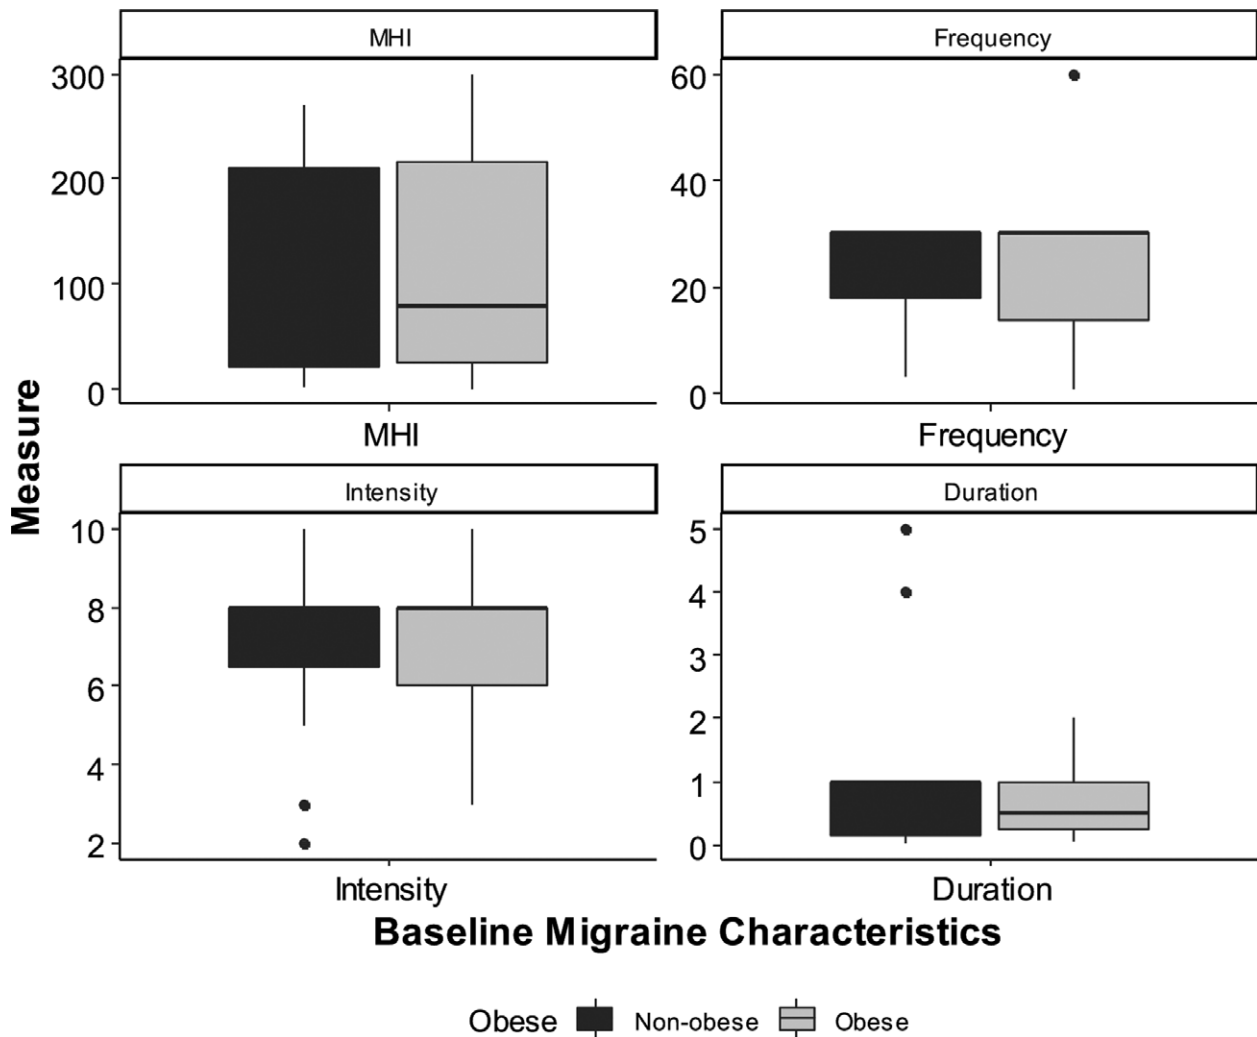 MHI
Frequency
300
200
100
0
60
40
20
0
MHI
Frequency
Measure
Intensity
Duration
10
8
6
4
2
5
4
3
2
1
0
Intensity
Duration
Baseline Migraine Characteristics
Obese Non-obese Obese